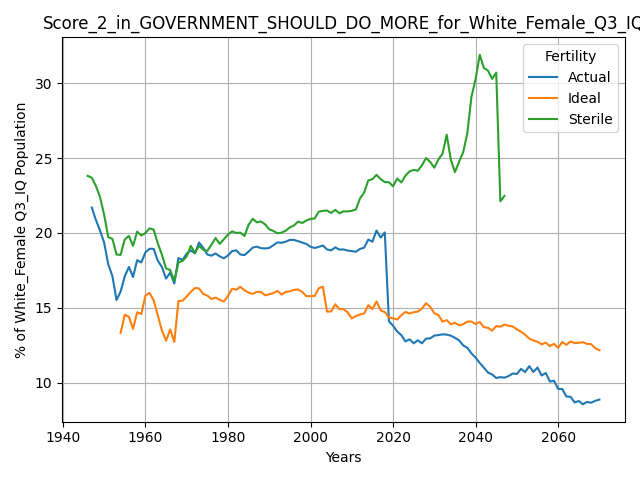 Score_2_in_GOVERNMENT_SHOULD_DO_MORE_for_White_Female_Q3_IQ
Fertility
Actual
Ideal
Sterile
% of White_Female Q3_IQ Population
30
25
20
15
10
1940 1960 1980 2000 2020 2040 2060
Years